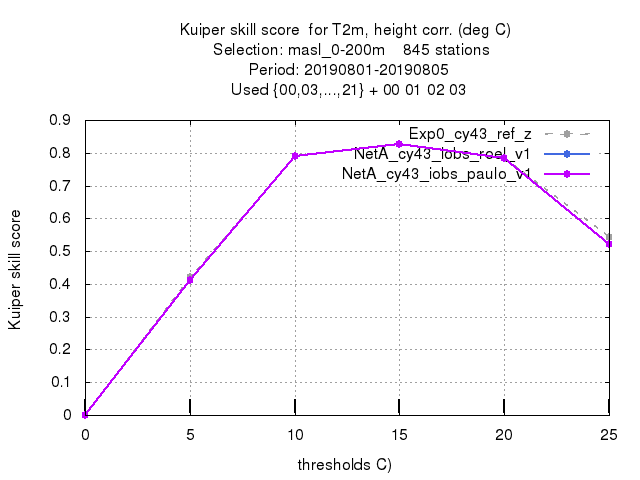 Kuiper skill score  for T2m, height corr. (deg C)
Selection: masl_0-200m    845 stations
Period: 20190801-20190805
Used {00,03,...,21} + 00 01 02 03
Exp0_cy43_ref_z
NetA_cy43_iobs_roel_v1
NetA_cy43_iobs_paulo_v1
0.9
0.8
0.7
0.6
0.5
0.4
0.3
0.2
0.1
0
Kuiper skill score
0 5 10 15 20 25
thresholds C)